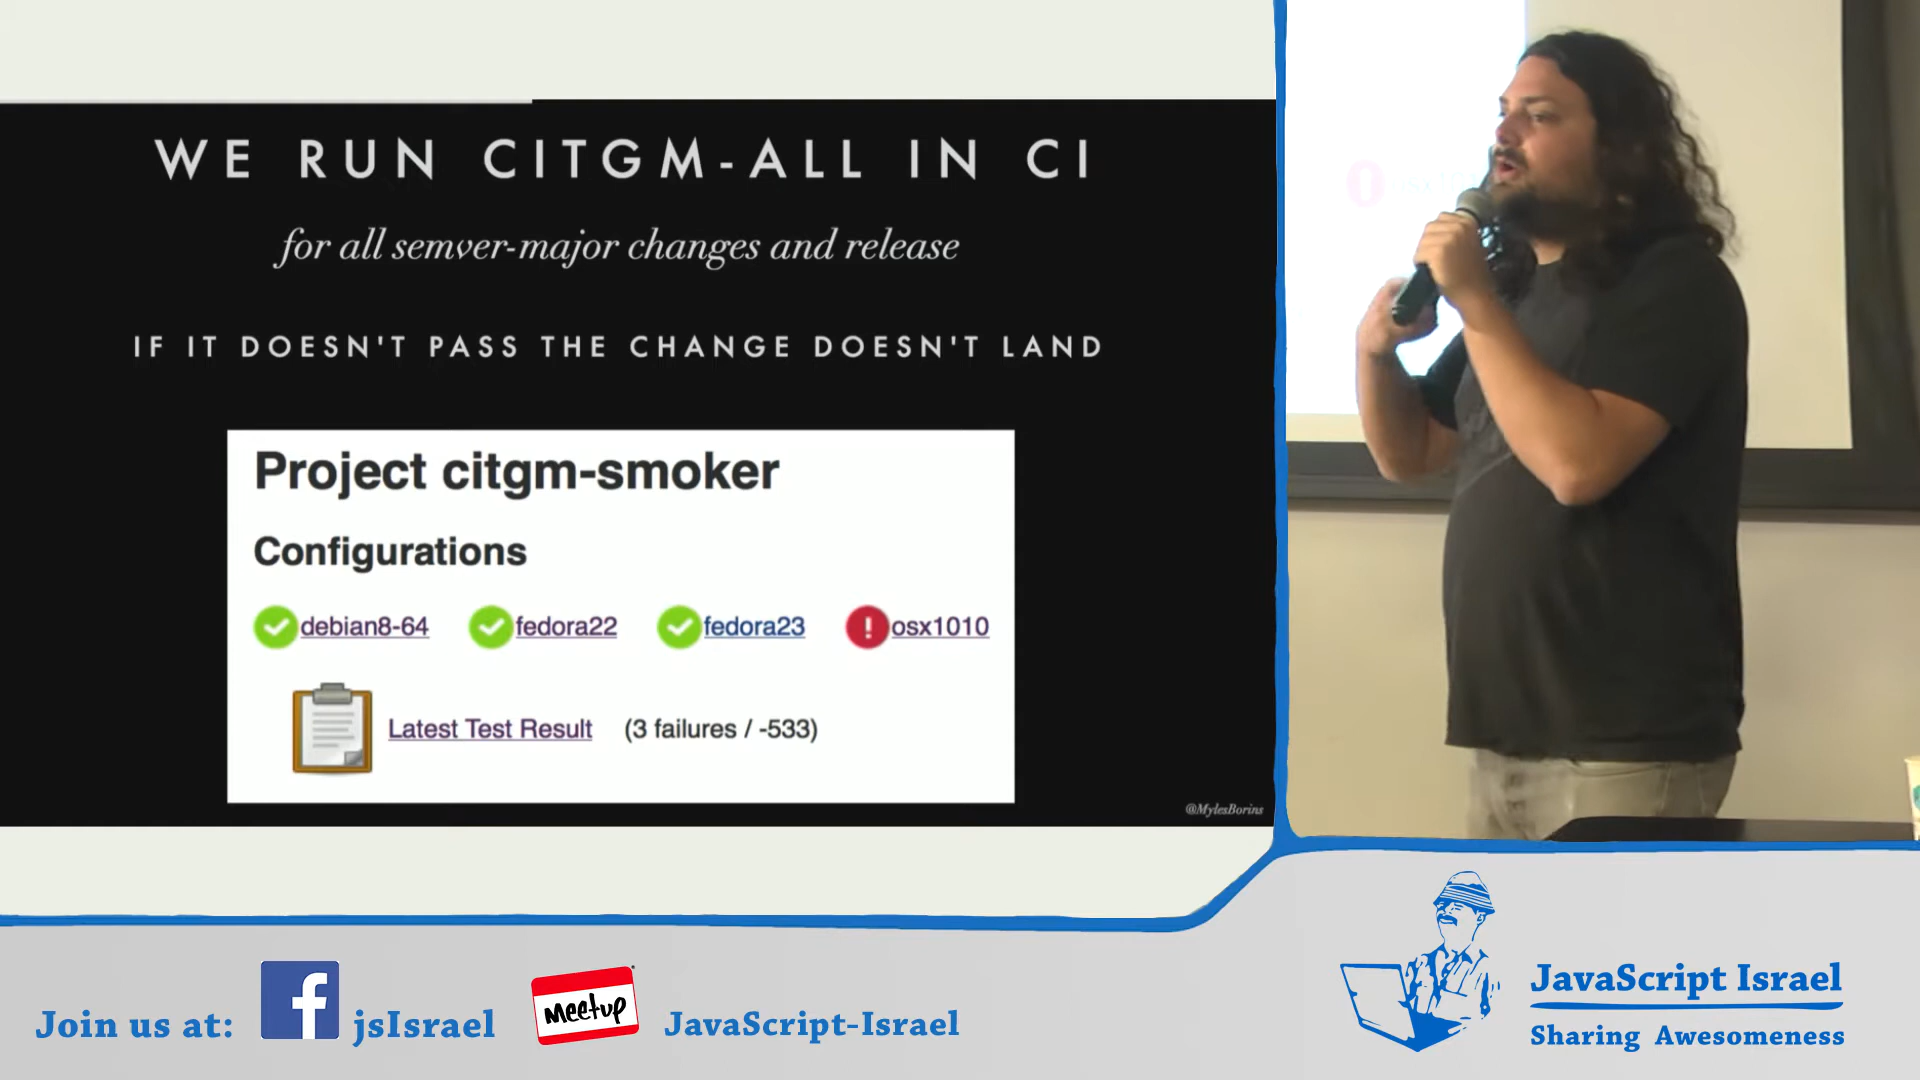 WE RUN CITGM-ALL IN CI
for all semver-major changes and release
IF IT DOESN'T PASS THE CHANGE DOESN'T LAND
Project citgm-smoker
Configurations
debian8-64 fedora22 fedora23 osx1010
Latest Test Result (3 failures / -533)
@MylesBorins
Join us at: jsIsrael Meetup JavaScript-Israel
JavaScript Israel
Sharing Awesomeness